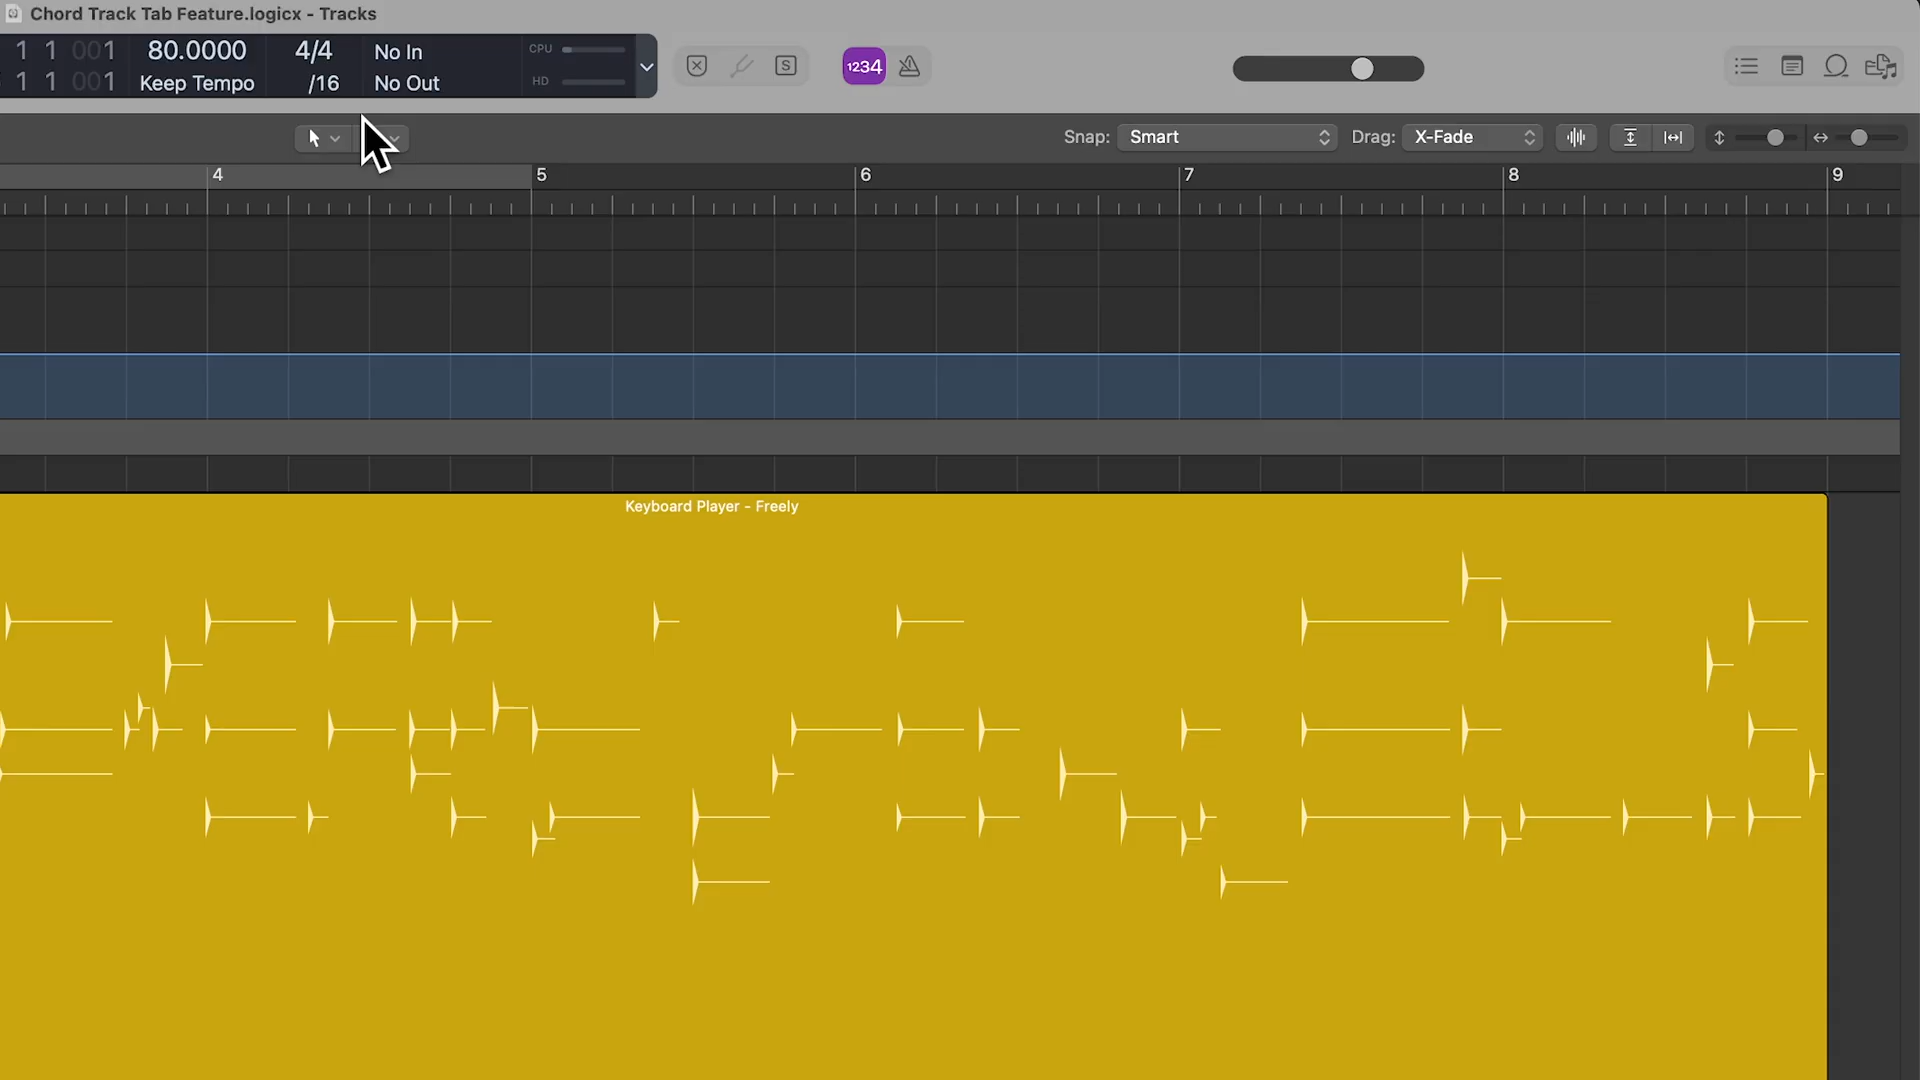 Chord Track Tab Feature.logicx - Tracks
1 1 001 80.0000 4/4 No In CPU
1 1 001 Keep Tempo /16 No Out HD
S 1234
Snap: Smart Drag: X-Fade
4 5 6 7 8 9
Keyboard Player - Freely